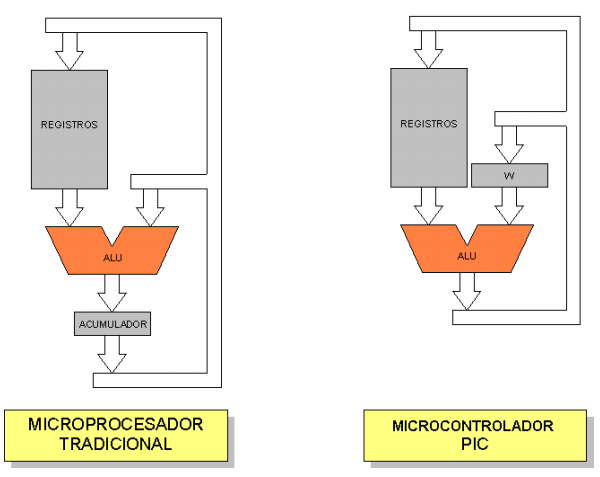 REGISTROS
ALU
ACUMULADOR
MICROPROCESADOR
TRADICIONAL
REGISTROS
W
ALU
MICROCONTROLADOR
PIC